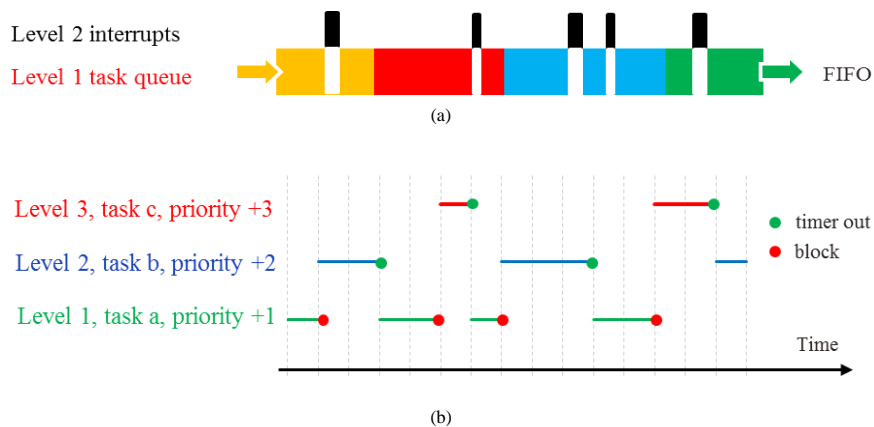 Level 2 interrupts
Level 1 task queue
FIFO
(a)
Level 3, task c, priority +3
timer out
Level 2, task b, priority +2
block
Level 1, task a, priority +1
Time
(b)